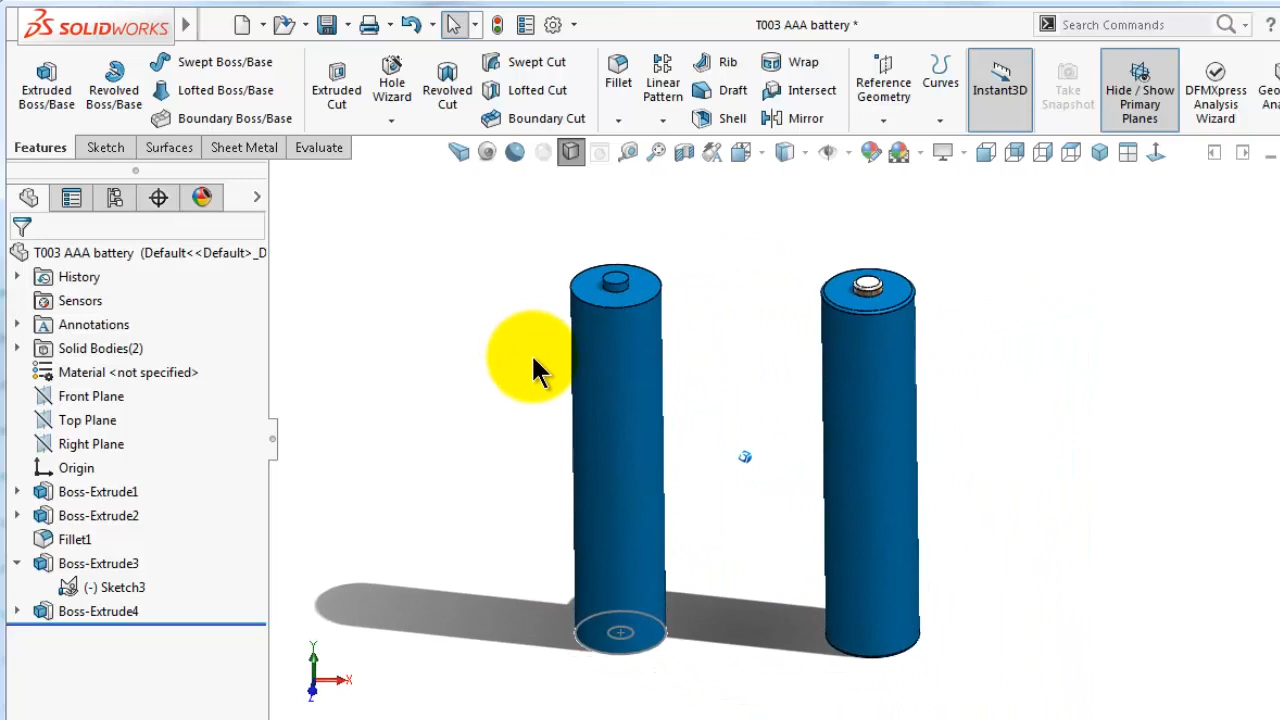 SOLIDWORKS
T003 AAA battery *
Search Commands
?
Extruded Boss/Base
Revolved Boss/Base
Swept Boss/Base
Lofted Boss/Base
Boundary Boss/Base
Extruded Cut
Hole Wizard
Revolved Cut
Swept Cut
Lofted Cut
Boundary Cut
Fillet
Linear Pattern
Rib
Draft
Shell
Wrap
Intersect
Mirror
Reference Geometry
Curves
Instant3D
Take Snapshot
Hide / Show Primary Planes
DFMXpress Analysis Wizard
Features
Sketch
Surfaces
Sheet Metal
Evaluate
T003 AAA battery (Default<<Default>_D
History
Sensors
Annotations
Solid Bodies(2)
Material <not specified>
Front Plane
Top Plane
Right Plane
Origin
Boss-Extrude1
Boss-Extrude2
Fillet1
Boss-Extrude3
(-) Sketch3
Boss-Extrude4
Y
X
Z